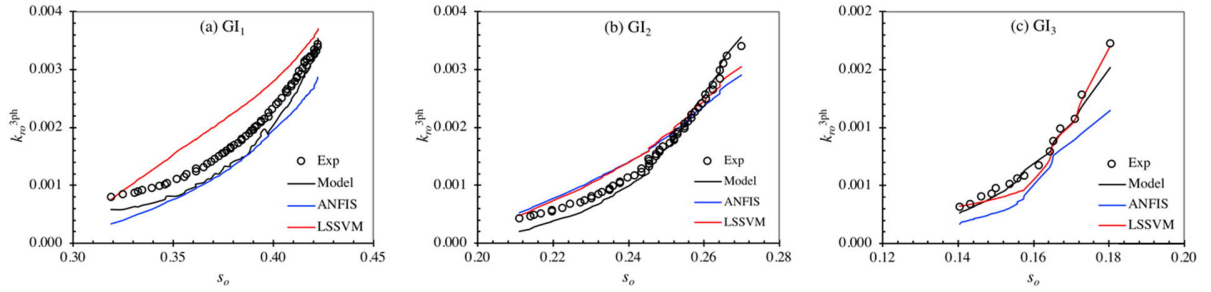 (a) GI₁
kro³ᵖʰ
0.004
0.003
0.002
0.001
0.000
0.30
0.35
0.40
0.45
so
Exp
Model
ANFIS
LSSVM
(b) GI₂
kro³ᵖʰ
0.004
0.003
0.002
0.001
0.000
0.20
0.22
0.24
0.26
0.28
so
Exp
Model
ANFIS
LSSVM
(c) GI₃
kro³ᵖʰ
0.002
0.002
0.001
0.001
0.000
0.12
0.14
0.16
0.18
0.20
so
Exp
Model
ANFIS
LSSVM